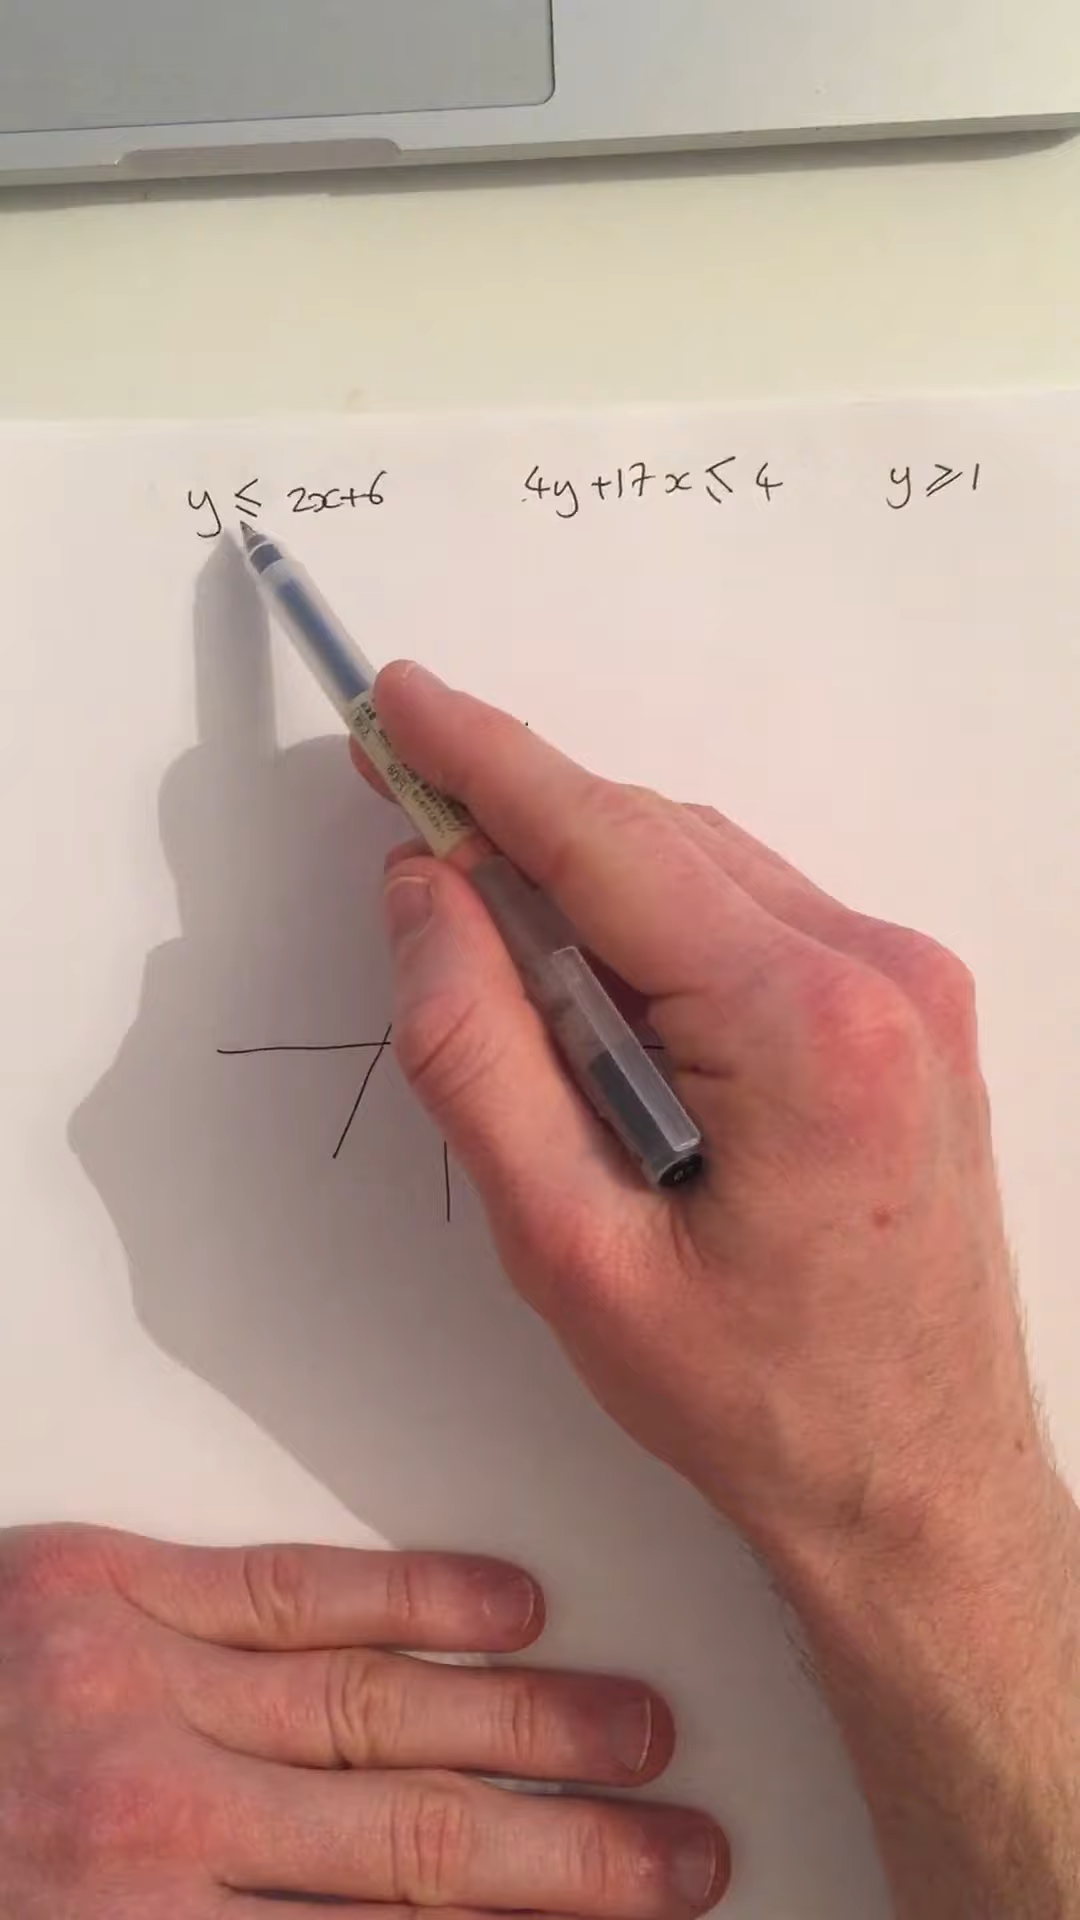 y ⩽ 2x+6 4y+17x ⩽ 4 y ⩾ 1